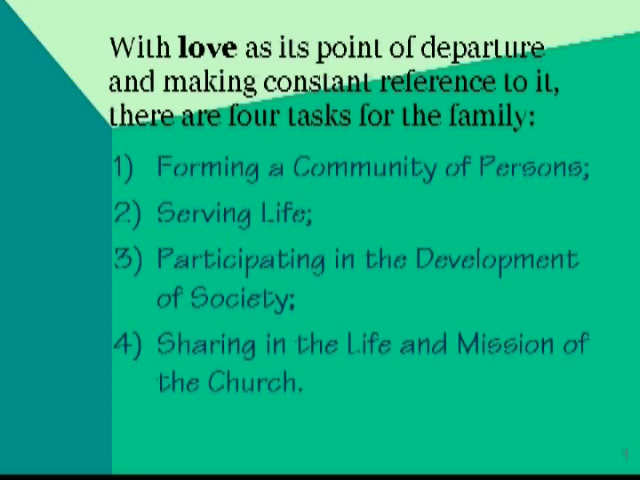 With love as its point of departure
and making constant reference to it,
there are four tasks for the family:
1) Forming a Community of Persons;
2) Serving Life;
3) Participating in the Development
of Society;
4) Sharing in the Life and Mission of
the Church.